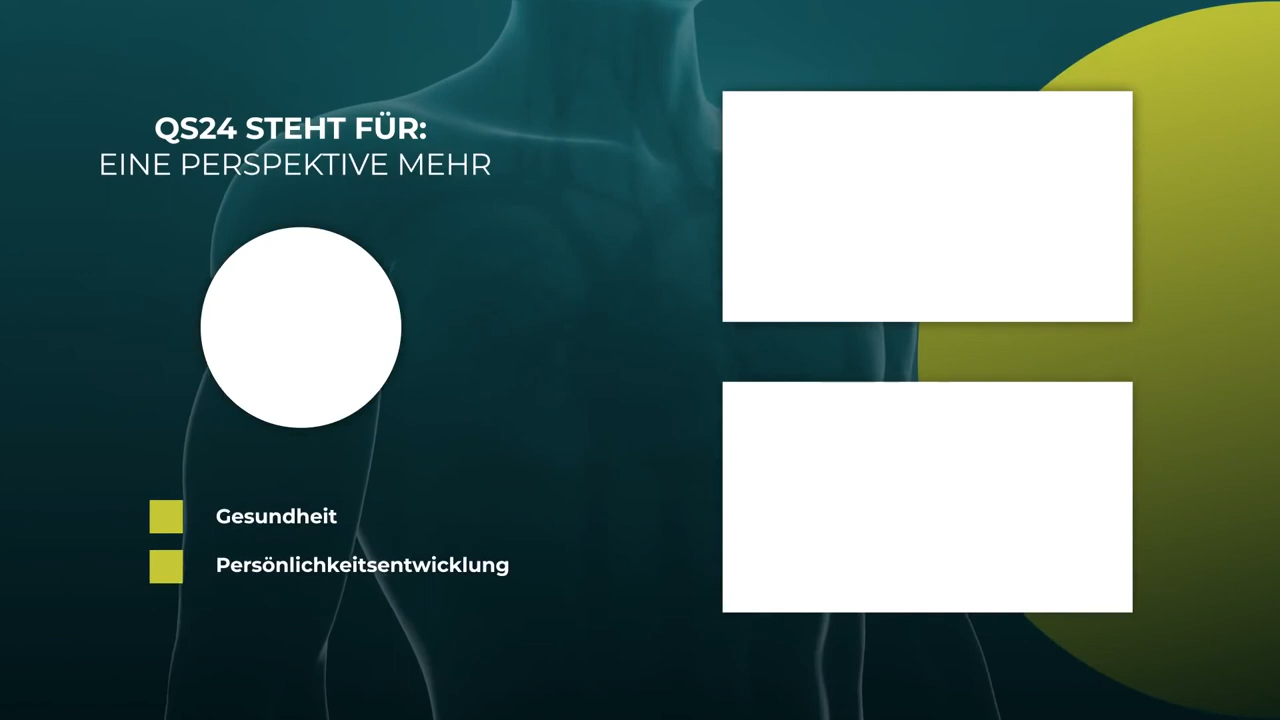 QS24 STEHT FÜR:
EINE PERSPEKTIVE MEHR
Gesundheit
Persönlichkeitsentwicklung